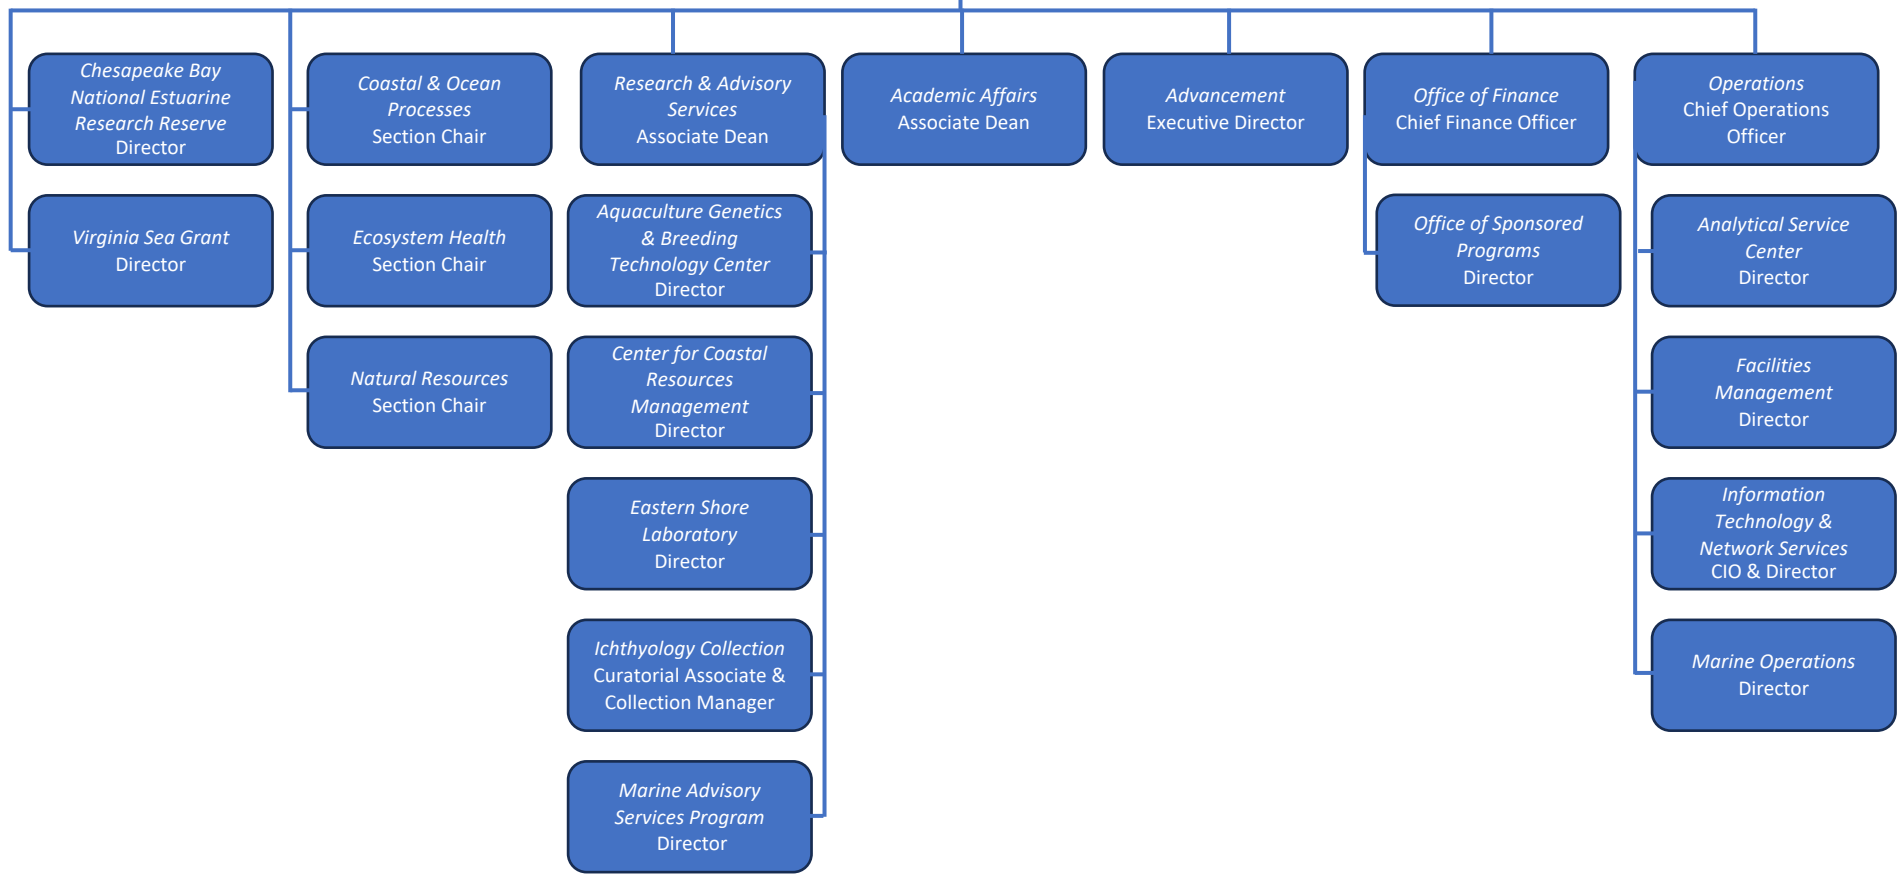 Chesapeake Bay
National Estuarine
Research Reserve
Director
Coastal & Ocean
Processes
Section Chair
Research & Advisory
Services
Associate Dean
Academic Affairs
Associate Dean
Advancement
Executive Director
Office of Finance
Chief Finance Officer
Operations
Chief Operations
Officer
Virginia Sea Grant
Director
Ecosystem Health
Section Chair
Aquaculture Genetics
& Breeding
Technology Center
Director
Office of Sponsored
Programs
Director
Analytical Service
Center
Director
Natural Resources
Section Chair
Center for Coastal
Resources
Management
Director
Facilities
Management
Director
Eastern Shore
Laboratory
Director
Information
Technology &
Network Services
CIO & Director
Ichthyology Collection
Curatorial Associate &
Collection Manager
Marine Operations
Director
Marine Advisory
Services Program
Director